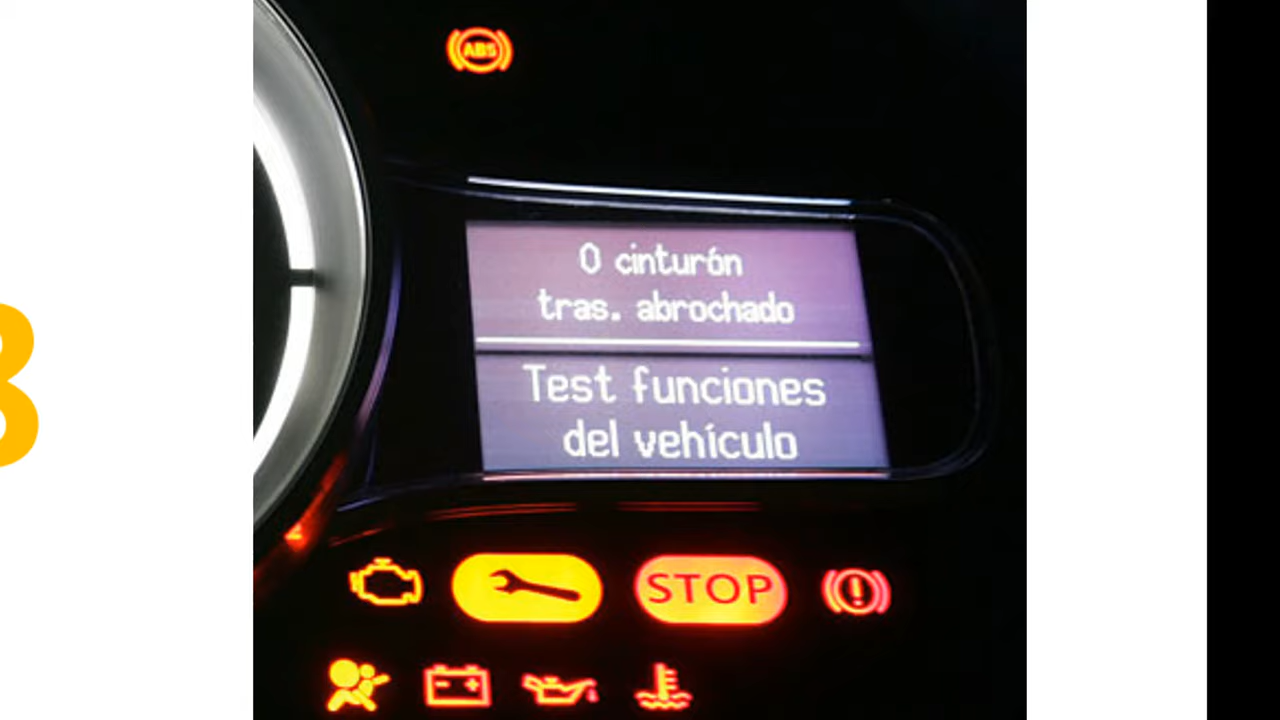 ABS
0 cinturón
tras. abrochado
Test funciones
del vehículo
STOP